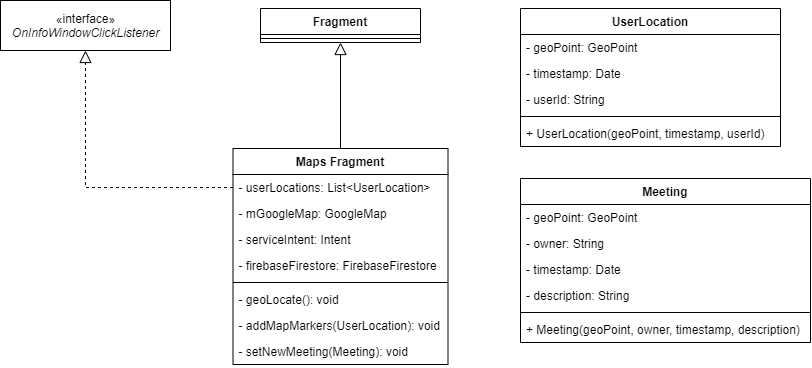 «interface»
OnInfoWindowClickListener
Fragment
Maps Fragment
- userLocations: List<UserLocation>
- mGoogleMap: GoogleMap
- serviceIntent: Intent
- firebaseFirestore: FirebaseFirestore
- geoLocate(): void
- addMapMarkers(UserLocation): void
- setNewMeeting(Meeting): void
UserLocation
- geoPoint: GeoPoint
- timestamp: Date
- userId: String
+ UserLocation(geoPoint, timestamp, userId)
Meeting
- geoPoint: GeoPoint
- owner: String
- timestamp: Date
- description: String
+ Meeting(geoPoint, owner, timestamp, description)